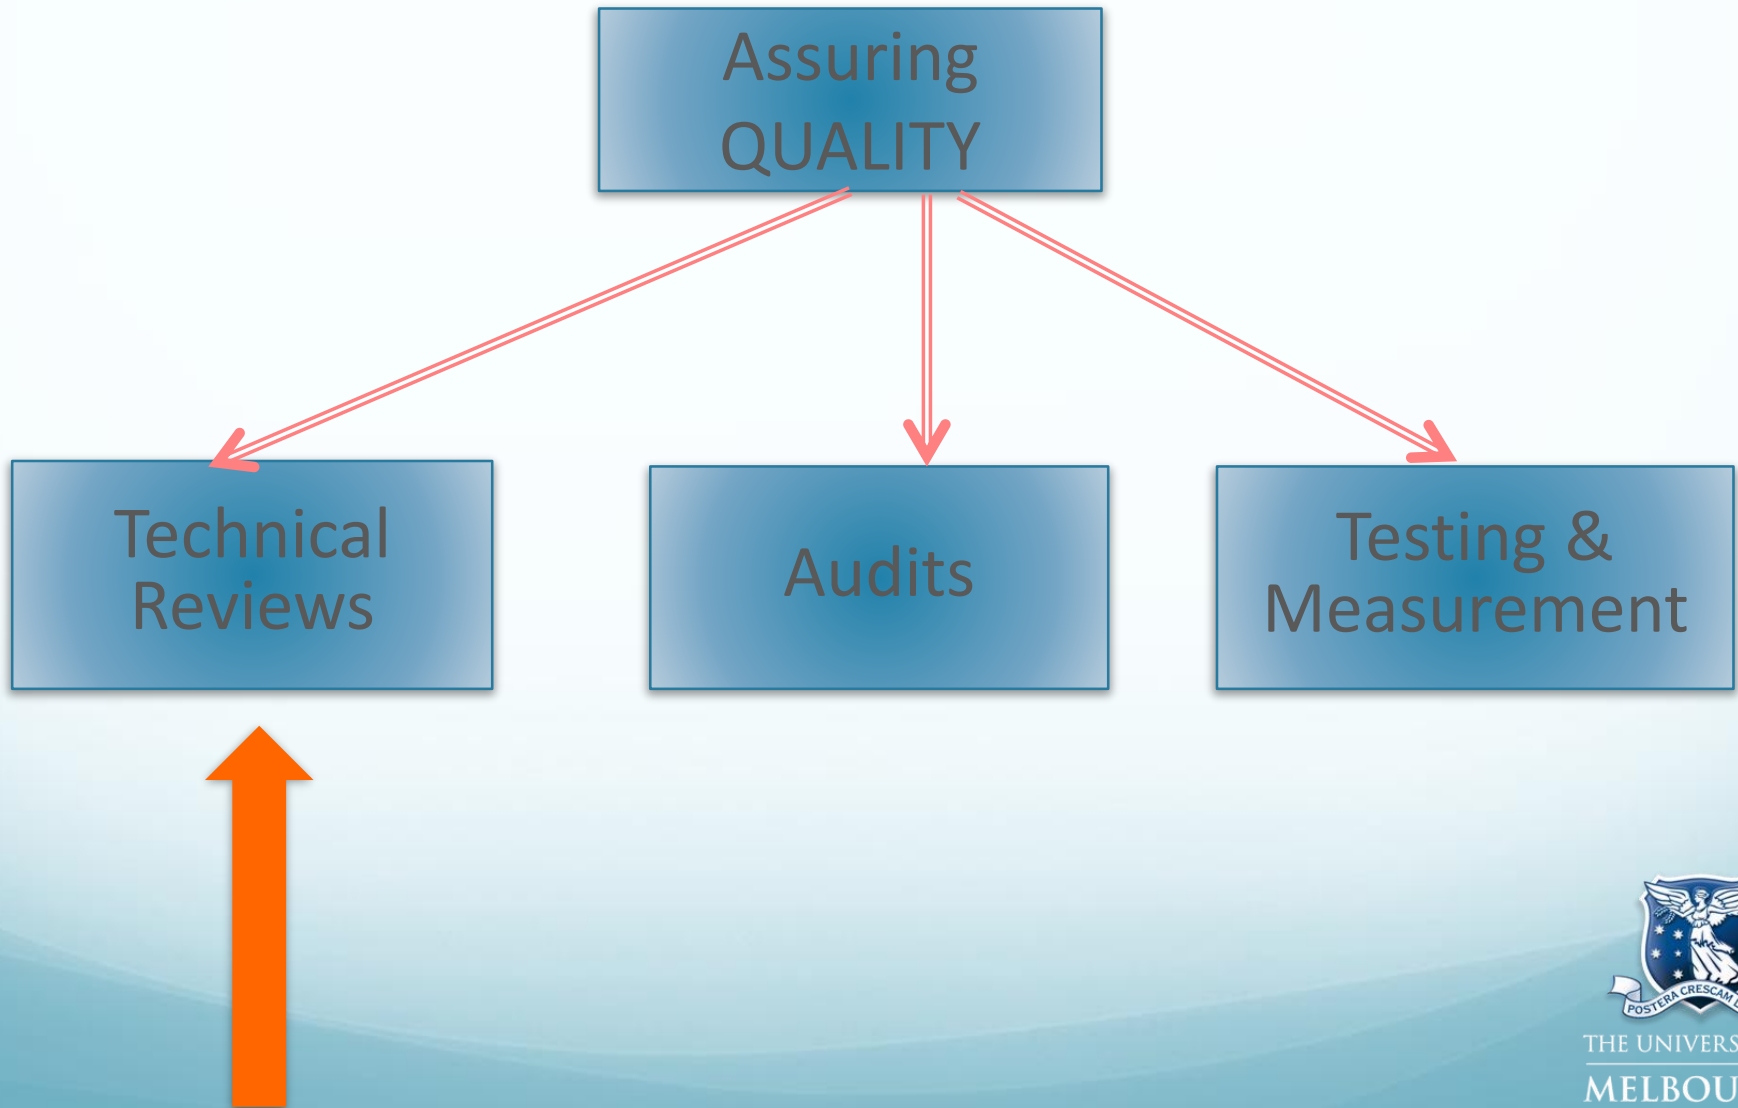 Assuring
QUALITY
Technical
Reviews
Audits
Testing &
Measurement
POSTERA CRESCAM
THE UNIVERS
MELBOU